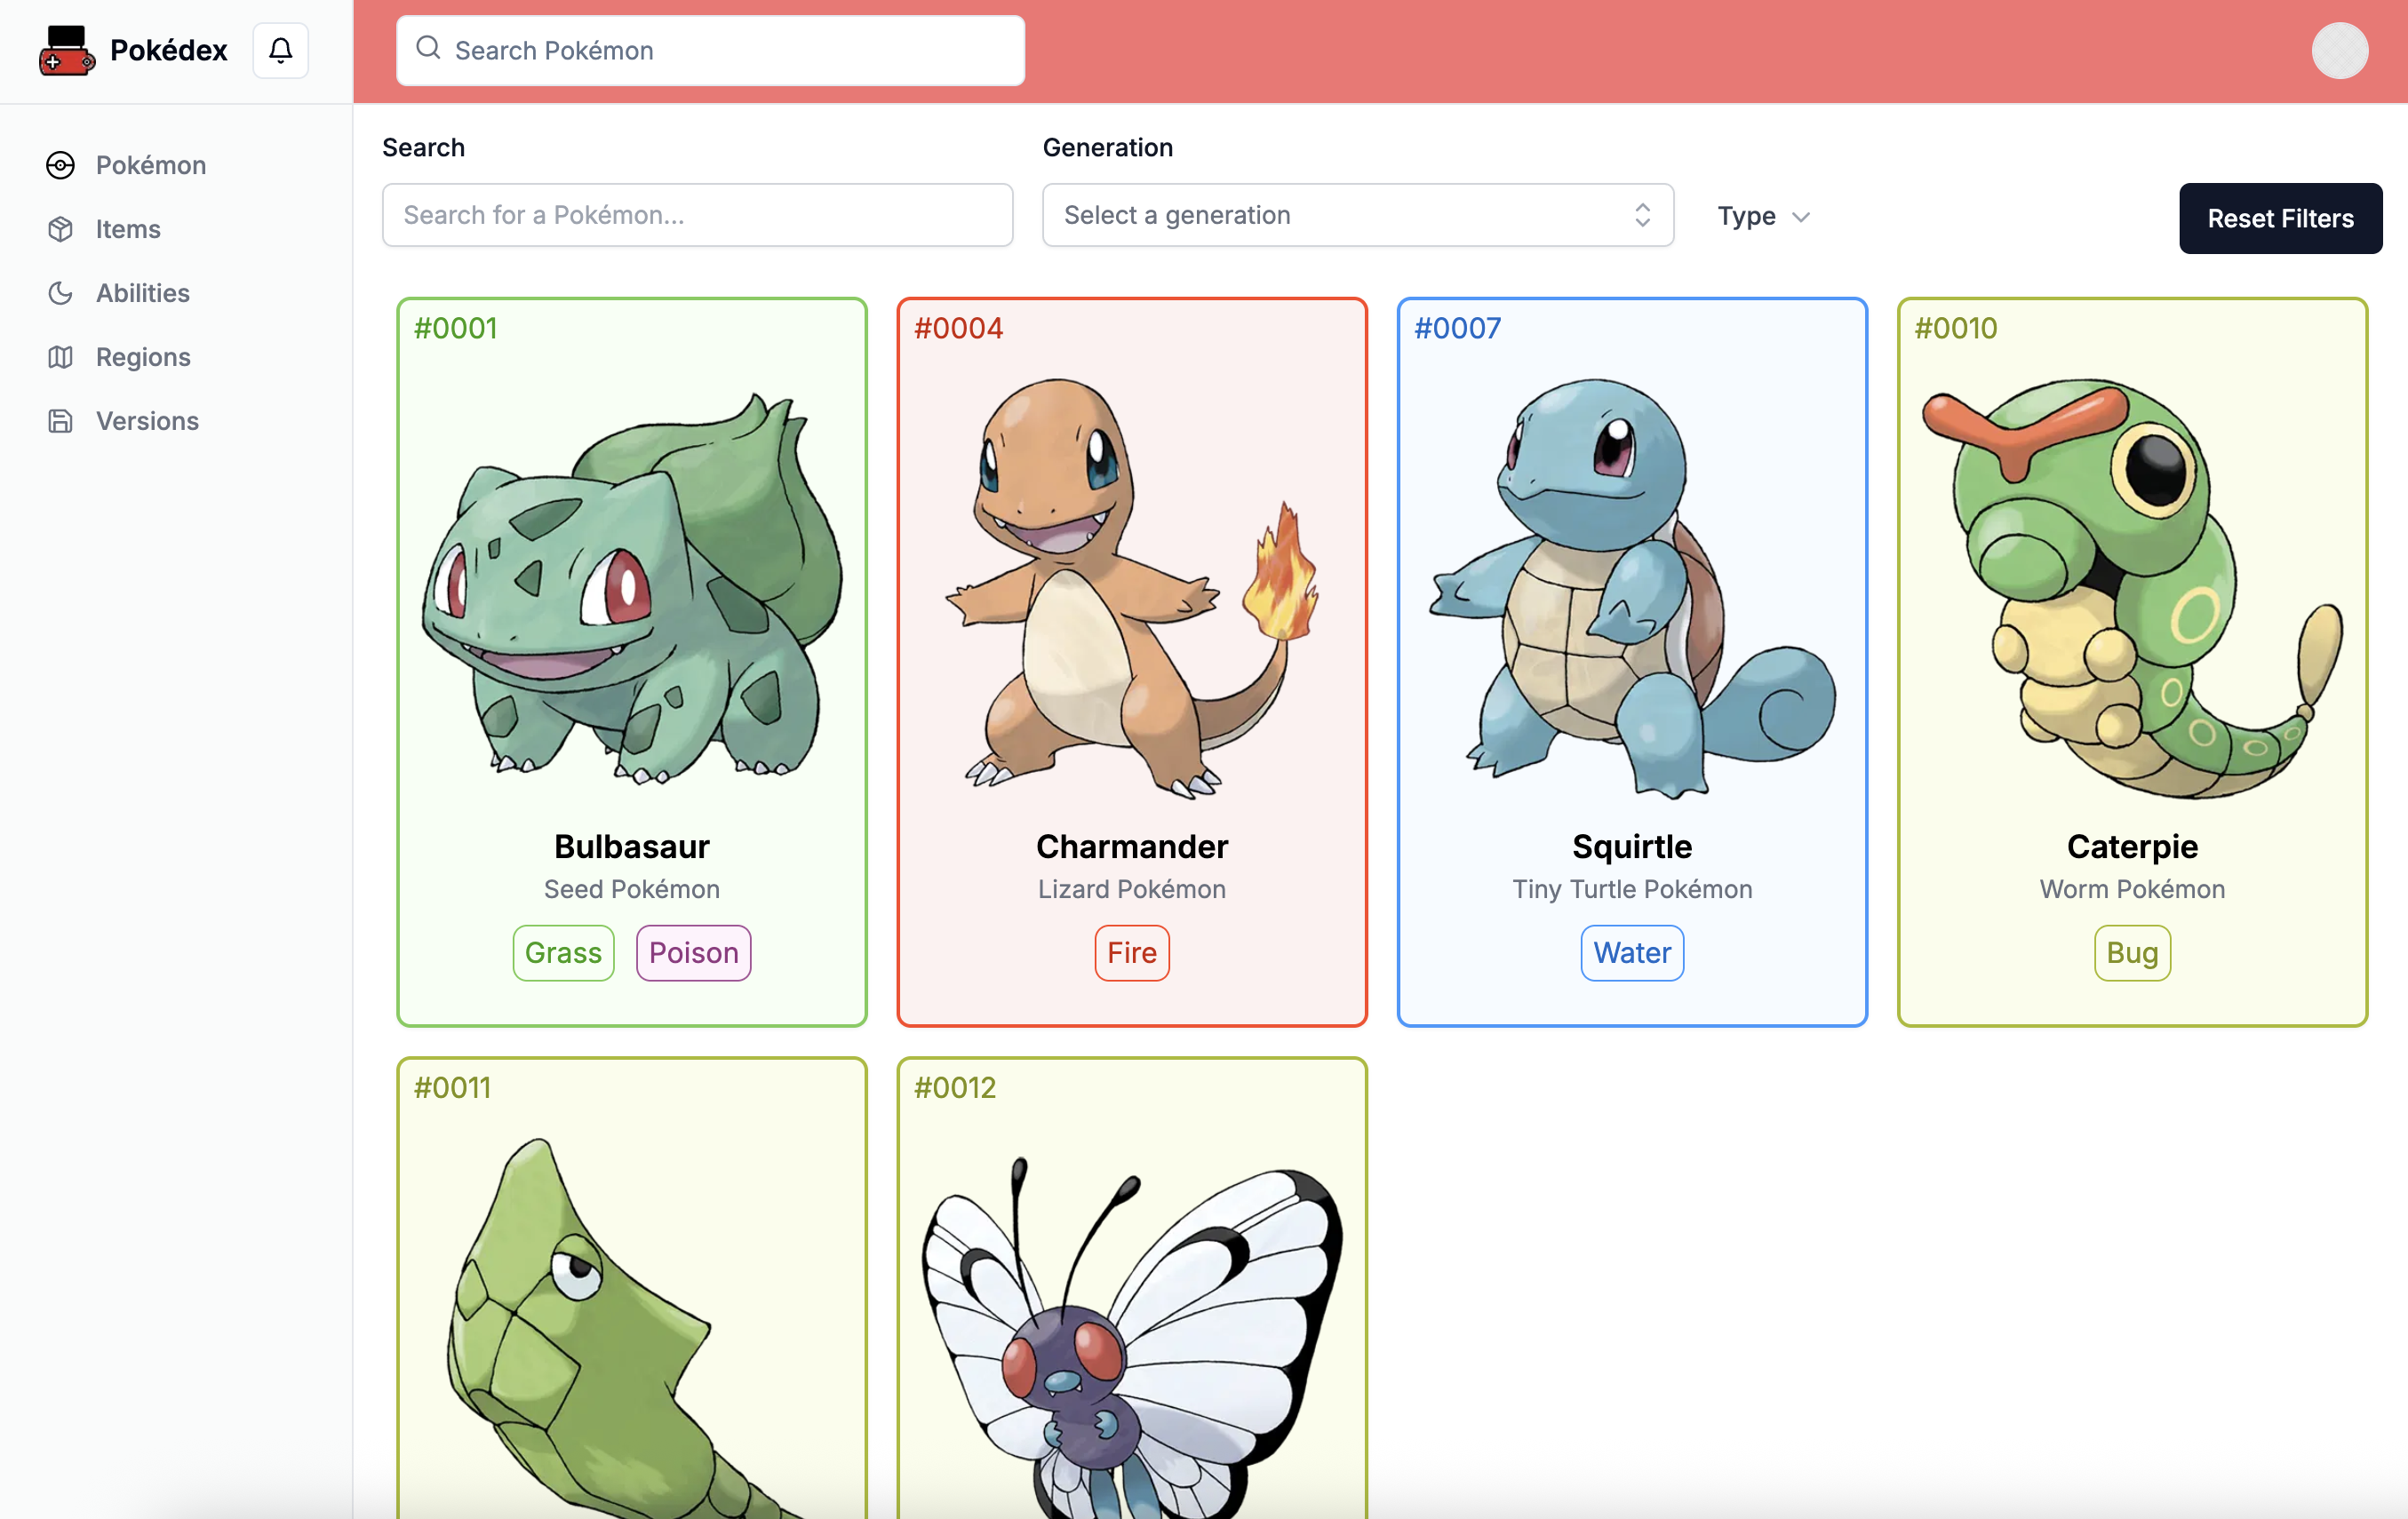 Pokédex
Search Pokémon
Pokémon
Items
Abilities
Regions
Versions
Search
Search for a Pokémon...
Generation
Select a generation
Type
Reset Filters
#0001
Bulbasaur
Seed Pokémon
Grass Poison
#0004
Charmander
Lizard Pokémon
Fire
#0007
Squirtle
Tiny Turtle Pokémon
Water
#0010
Caterpie
Worm Pokémon
Bug
#0011
#0012